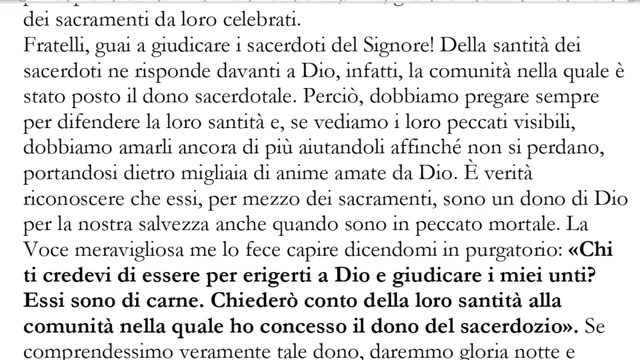 dei sacramenti da loro celebrati.
Fratelli, guai a giudicare i sacerdoti del Signore! Della santità dei
sacerdoti ne risponde davanti a Dio, infatti, la comunità nella quale è
stato posto il dono sacerdotale. Perciò, dobbiamo pregare sempre
per difendere la loro santità e, se vediamo i loro peccati visibili,
dobbiamo amarli ancora di più aiutandoli affinché non si perdano,
portandosi dietro migliaia di anime amate da Dio. È verità
riconoscere che essi, per mezzo dei sacramenti, sono un dono di Dio
per la nostra salvezza anche quando sono in peccato mortale. La
Voce meravigliosa me lo fece capire dicendomi in purgatorio: «Chi
ti credevi di essere per erigerti a Dio e giudicare i miei unti?
Essi sono di carne. Chiederò conto della loro santità alla
comunità nella quale ho concesso il dono del sacerdozio». Se
comprendessimo veramente tale dono, daremmo gloria notte e